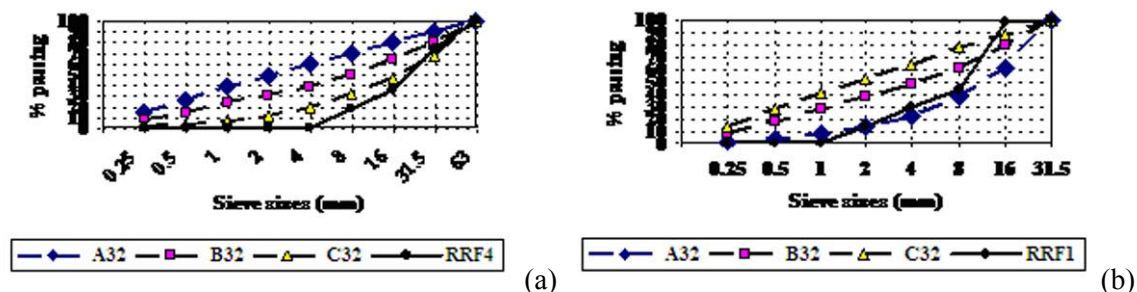 100
% passing
0.25 0.5 1 2 4 8 16 31.5 63
Sieve sizes (mm)
A32 B32 C32 RRF4
(a)
100
% passing
0.25 0.5 1 2 4 8 16 31.5
Sieve sizes (mm)
A32 B32 C32 RRF1
(b)